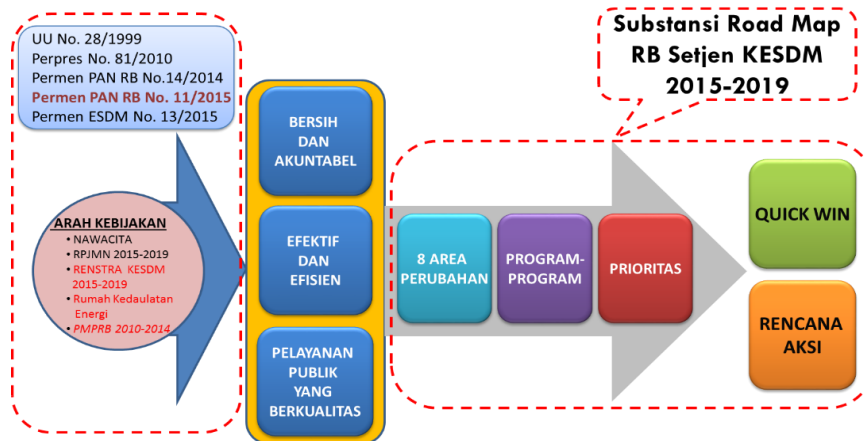 UU No. 28/1999
Perpres No. 81/2010
Permen PAN RB No.14/2014
Permen PAN RB No. 11/2015
Permen ESDM No. 13/2015
ARAH KEBIJAKAN
• NAWACITA
• RPJMN 2015-2019
• RENSTRA KESDM
2015-2019
• Rumah Kedaulatan
Energi
• PMPRB 2010-2014
BERSIH
DAN
AKUNTABEL
EFEKTIF
DAN
EFISIEN
PELAYANAN
PUBLIK
YANG
BERKUALITAS
Substansi Road Map
RB Setjen KESDM
2015-2019
8 AREA
PERUBAHAN
PROGRAM-
PROGRAM
PRIORITAS
QUICK WIN
RENCANA
AKSI